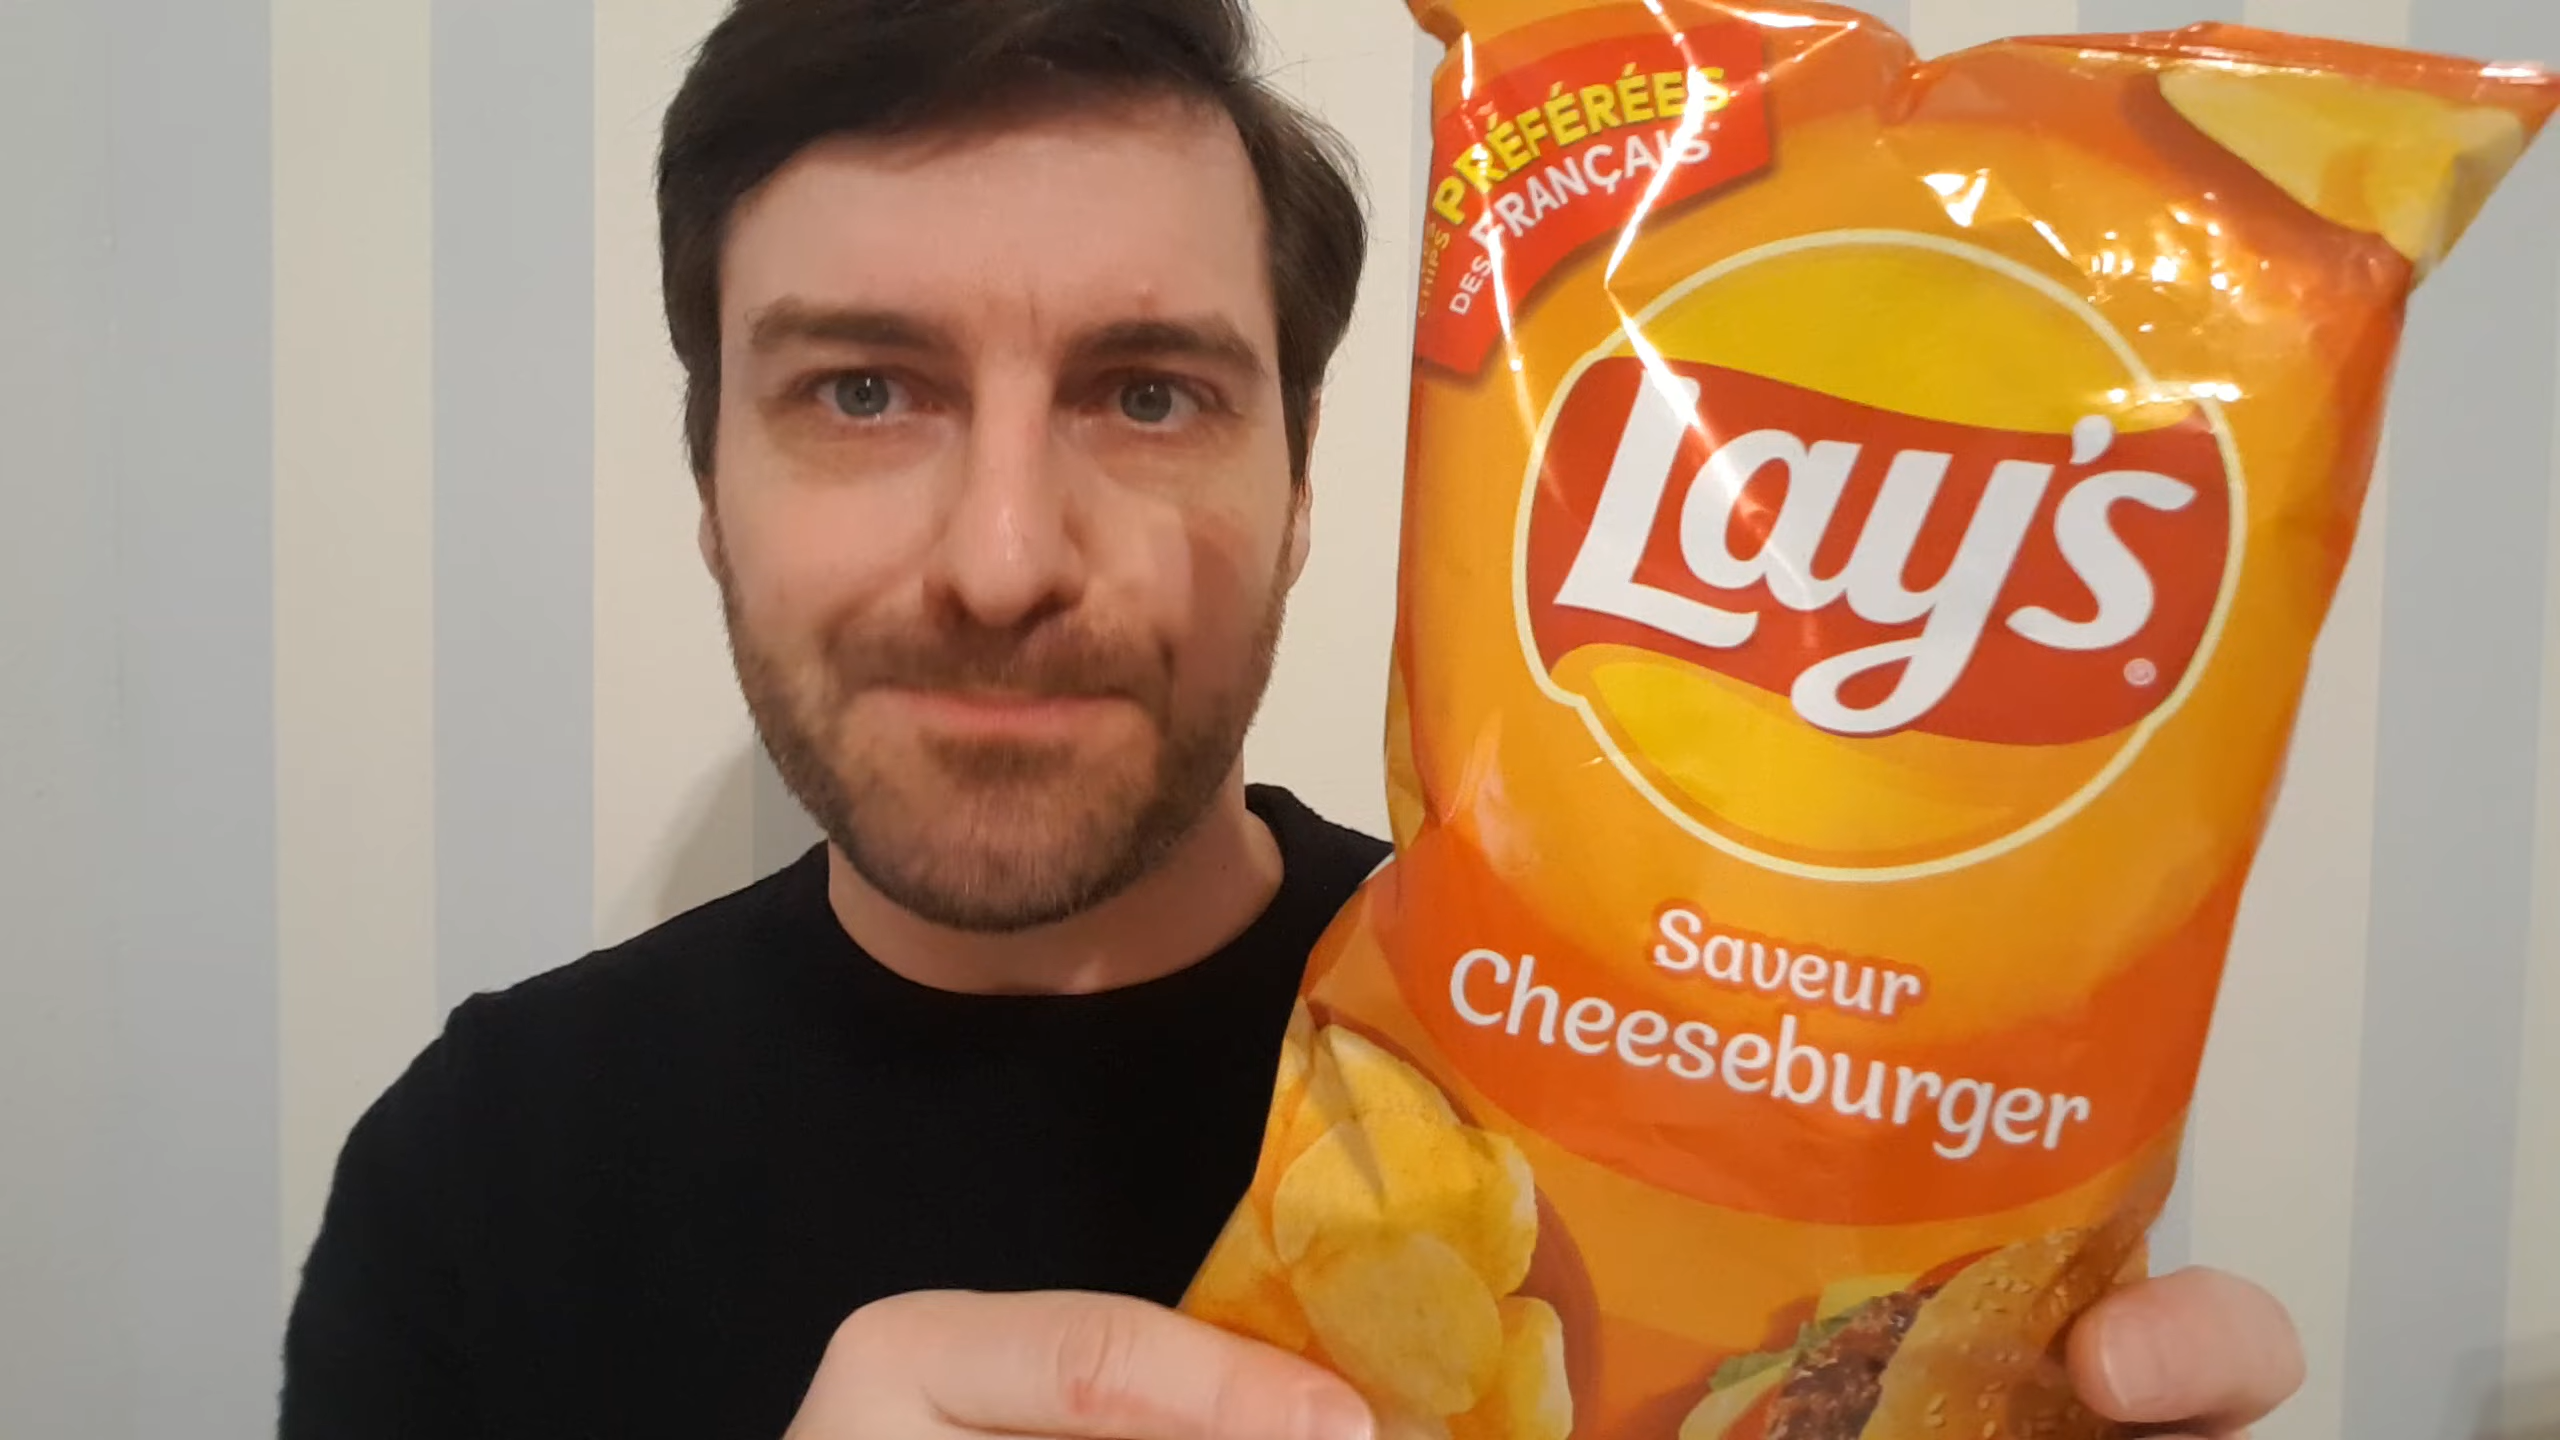 CHIPS PRÉFÉRÉES
DES FRANÇAIS*
Lay's
®
Saveur
Cheeseburger